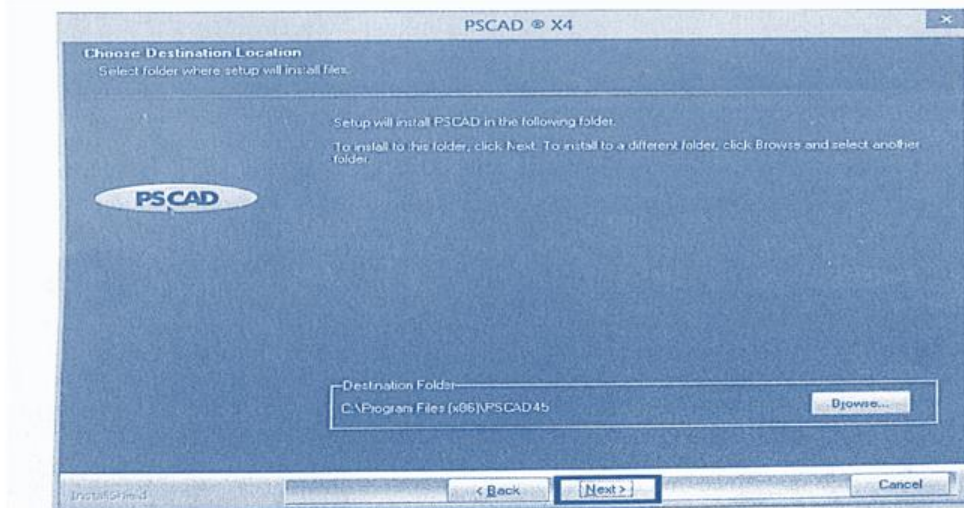 PSCAD ® X4
Choose Destination Location
Select folder where setup will install files.
Setup will install PSCAD in the following folder.
To install to this folder, click Next. To install to a different folder, click Browse and select another
folder.
PSCAD
Destination Folder
C:\Program Files (x86)\PSCAD45
Browse...
InstallShield
< Back
Next >
Cancel